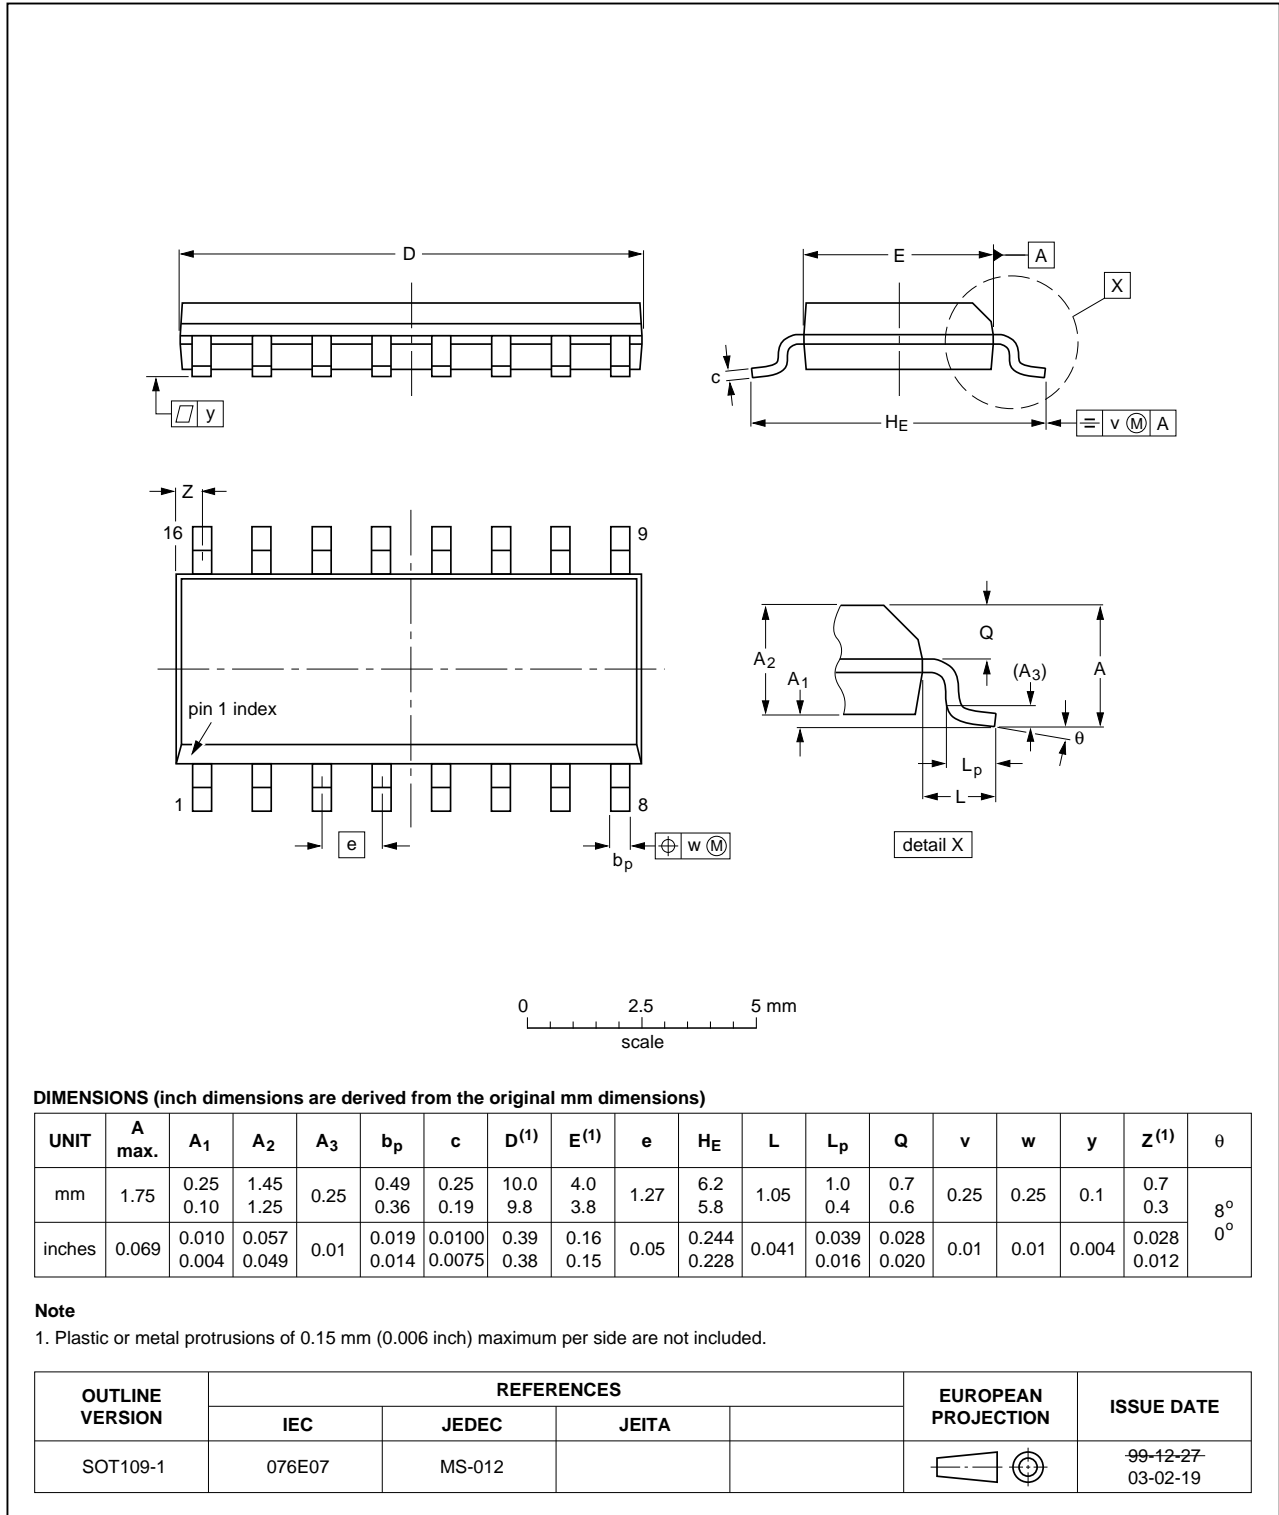 D
E
A
X
c
y
HE
v M A
Z
16
9
pin 1 index
1
8
e
bp
w M
A2
A1
Q
(A3)
A
θ
Lp
L
detail X
0 2.5 5 mm
scale
DIMENSIONS (inch dimensions are derived from the original mm dimensions)
UNIT A max. A1 A2 A3 bp c D(1) E(1) e HE L Lp Q v w y Z(1) θ
mm 1.75 0.25 0.10 1.45 1.25 0.25 0.49 0.36 0.25 0.19 10.0 9.8 4.0 3.8 1.27 6.2 5.8 1.05 1.0 0.4 0.7 0.6 0.25 0.25 0.1 0.7 0.3 8o 0o
inches 0.069 0.010 0.004 0.057 0.049 0.01 0.019 0.014 0.0100 0.0075 0.39 0.38 0.16 0.15 0.05 0.244 0.228 0.041 0.039 0.016 0.028 0.020 0.01 0.01 0.004 0.028 0.012
Note
1. Plastic or metal protrusions of 0.15 mm (0.006 inch) maximum per side are not included.
OUTLINE VERSION REFERENCES EUROPEAN PROJECTION ISSUE DATE
IEC JEDEC JEITA
SOT109-1 076E07 MS-012 99-12-27
03-02-19